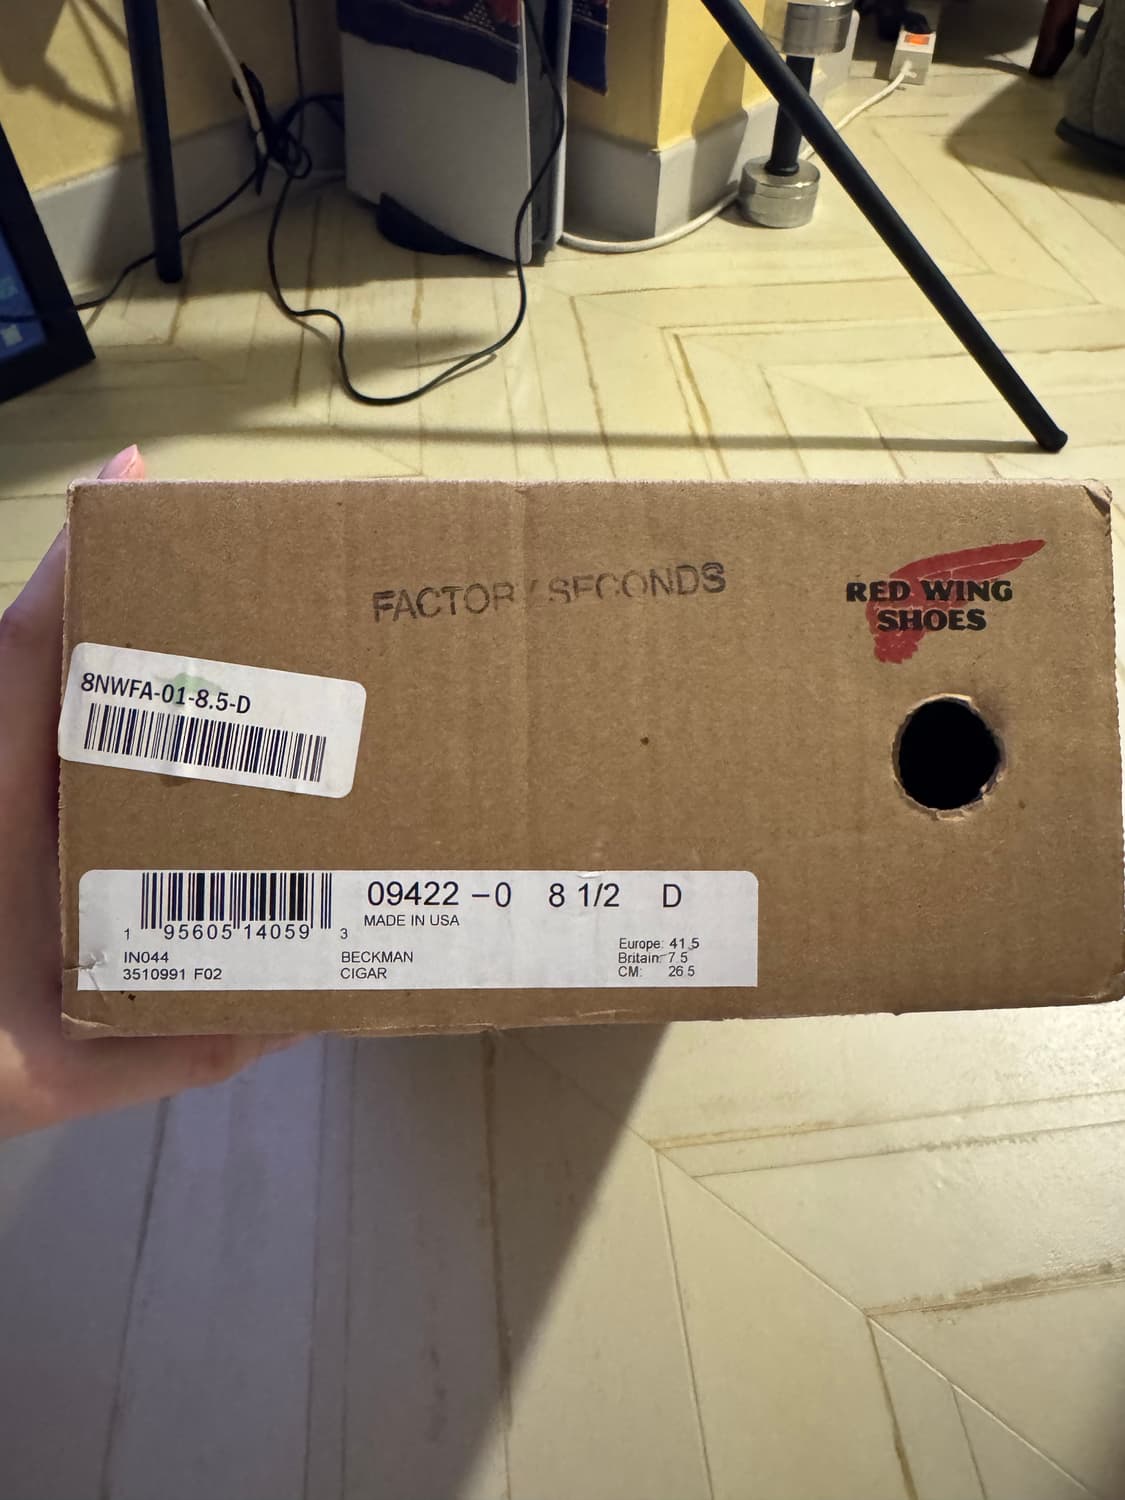 FACTORY SECONDS
RED WING
SHOES
8NWFA-01-8.5-D
09422 -0 8 1/2 D
MADE IN USA
1 95605 14059 3
Europe: 41.5
IN044 BECKMAN Britain: 7.5
3510991 F02 CIGAR CM: 26.5